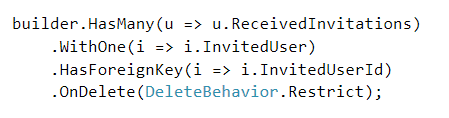 builder.HasMany(u => u.ReceivedInvitations)
    .WithOne(i => i.InvitedUser)
    .HasForeignKey(i => i.InvitedUserId)
    .OnDelete(DeleteBehavior.Restrict);